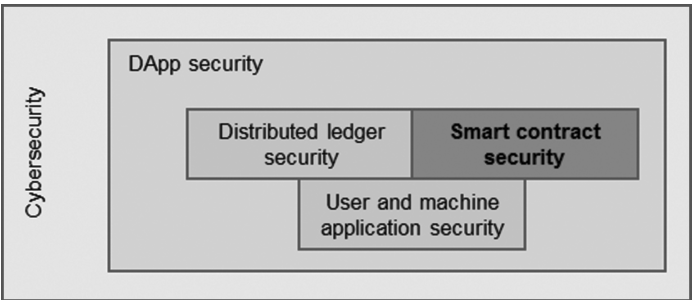 Cybersecurity
DApp security
Distributed ledger
security
Smart contract
security
User and machine
application security